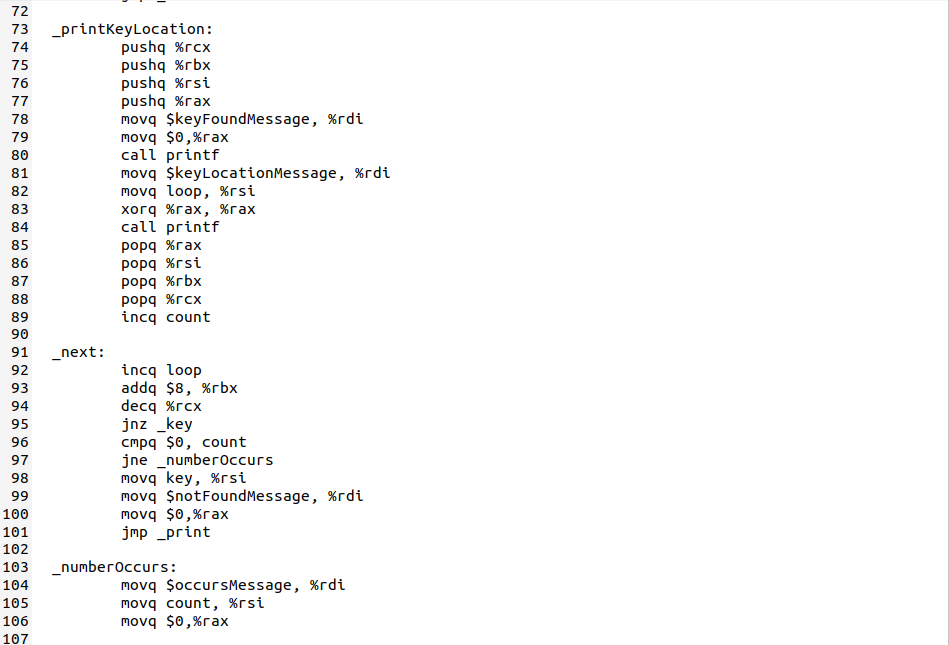 72
73 _printKeyLocation:
74 pushq %rcx
75 pushq %rbx
76 pushq %rsi
77 pushq %rax
78 movq $keyFoundMessage, %rdi
79 movq $0,%rax
80 call printf
81 movq $keyLocationMessage, %rdi
82 movq loop, %rsi
83 xorq %rax, %rax
84 call printf
85 popq %rax
86 popq %rsi
87 popq %rbx
88 popq %rcx
89 incq count
90
91 _next:
92 incq loop
93 addq $8, %rbx
94 decq %rcx
95 jnz _key
96 cmpq $0, count
97 jne _numberOccurs
98 movq key, %rsi
99 movq $notFoundMessage, %rdi
100 movq $0,%rax
101 jmp _print
102
103 _numberOccurs:
104 movq $occursMessage, %rdi
105 movq count, %rsi
106 movq $0,%rax
107